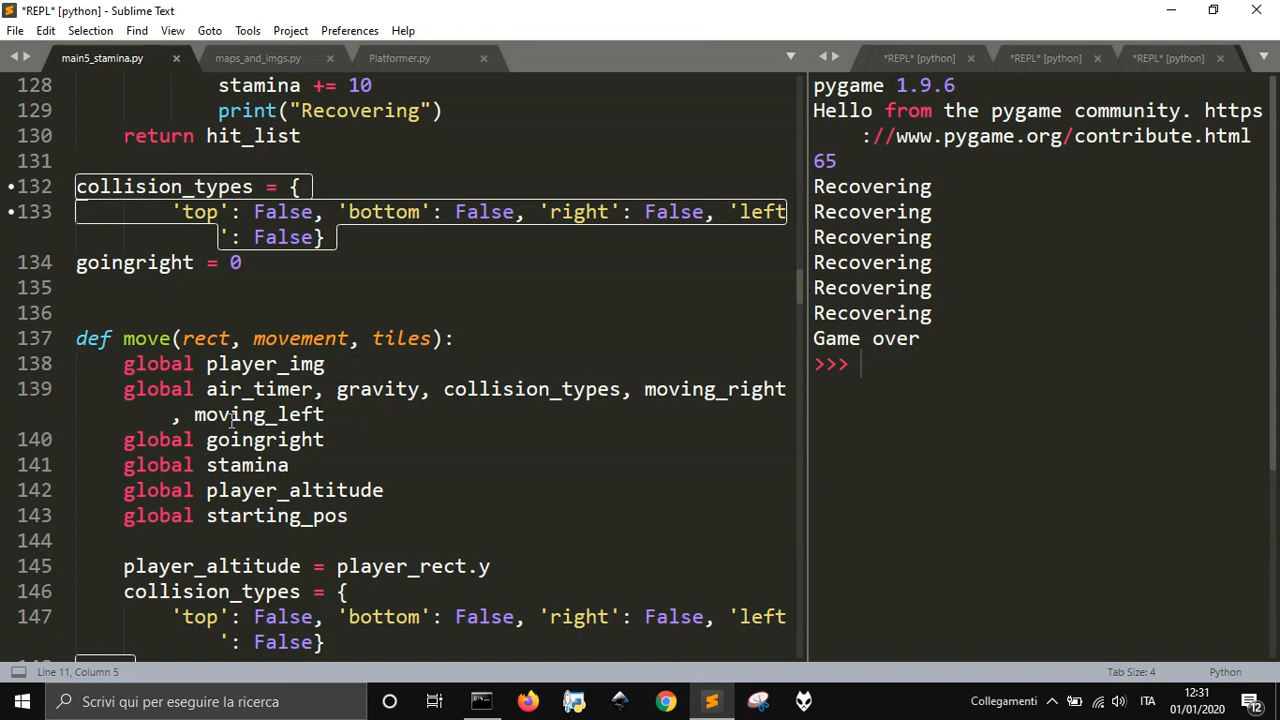 *REPL* [python] - Sublime Text
File Edit Selection Find View Goto Tools Project Preferences Help
main5_stamina.py maps_and_imgs.py Platformer.py *REPL* [python] *REPL* [python] *REPL* [python]
128 stamina += 10
129 print("Recovering")
130 return hit_list
131
132 collision_types = {
133 'top': False, 'bottom': False, 'right': False, 'left
': False}
134 goingright = 0
135
136
137 def move(rect, movement, tiles):
138 global player_img
139 global air_timer, gravity, collision_types, moving_right
, moving_left
140 global goingright
141 global stamina
142 global player_altitude
143 global starting_pos
144
145 player_altitude = player_rect.y
146 collision_types = {
147 'top': False, 'bottom': False, 'right': False, 'left
': False}
pygame 1.9.6
Hello from the pygame community. https
://www.pygame.org/contribute.html
65
Recovering
Recovering
Recovering
Recovering
Recovering
Recovering
Game over
>>>
Line 11, Column 5 Tab Size: 4 Python
Scrivi qui per eseguire la ricerca
Collegamenti ITA
12:31
01/01/2020
12